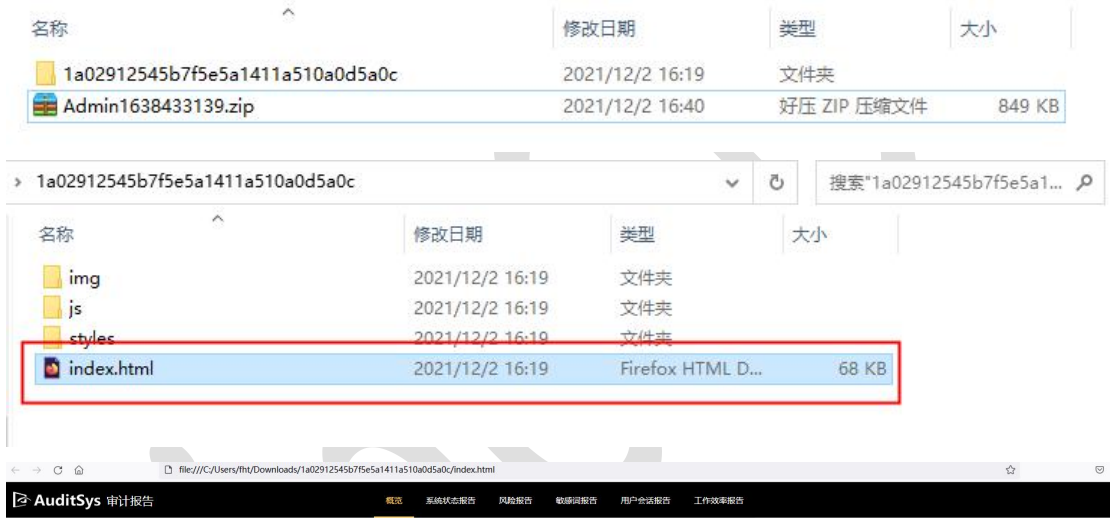 名称 修改日期 类型 大小
1a02912545b7f5e5a1411a510a0d5a0c 2021/12/2 16:19 文件夹
Admin1638433139.zip 2021/12/2 16:40 好压 ZIP 压缩文件 849 KB
› 1a02912545b7f5e5a1411a510a0d5a0c 搜索"1a02912545b7f5e5a1...
名称 修改日期 类型 大小
img 2021/12/2 16:19 文件夹
js 2021/12/2 16:19 文件夹
styles 2021/12/2 16:19 文件夹
index.html 2021/12/2 16:19 Firefox HTML D... 68 KB
file:///C:/Users/fht/Downloads/1a02912545b7f5e5a1411a510a0d5a0c/index.html
AuditSys 审计报告 概览 系统状态报告 风险报告 敏感词报告 用户会话报告 工作效率报告